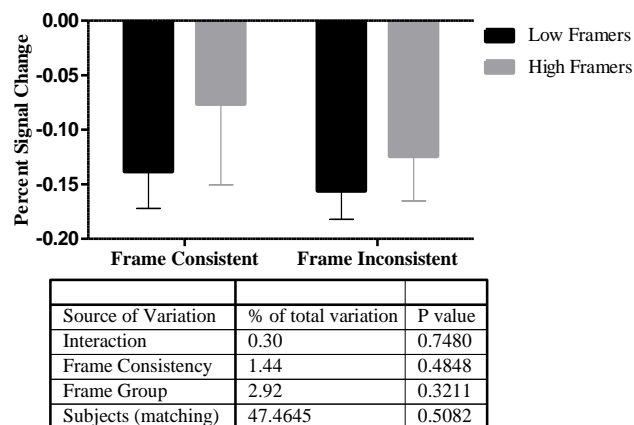 0.00
-0.05
-0.10
-0.15
-0.20
Percent Signal Change
Low Framers
High Framers
Frame Consistent Frame Inconsistent
Source of Variation % of total variation P value
Interaction 0.30 0.7480
Frame Consistency 1.44 0.4848
Frame Group 2.92 0.3211
Subjects (matching) 47.4645 0.5082